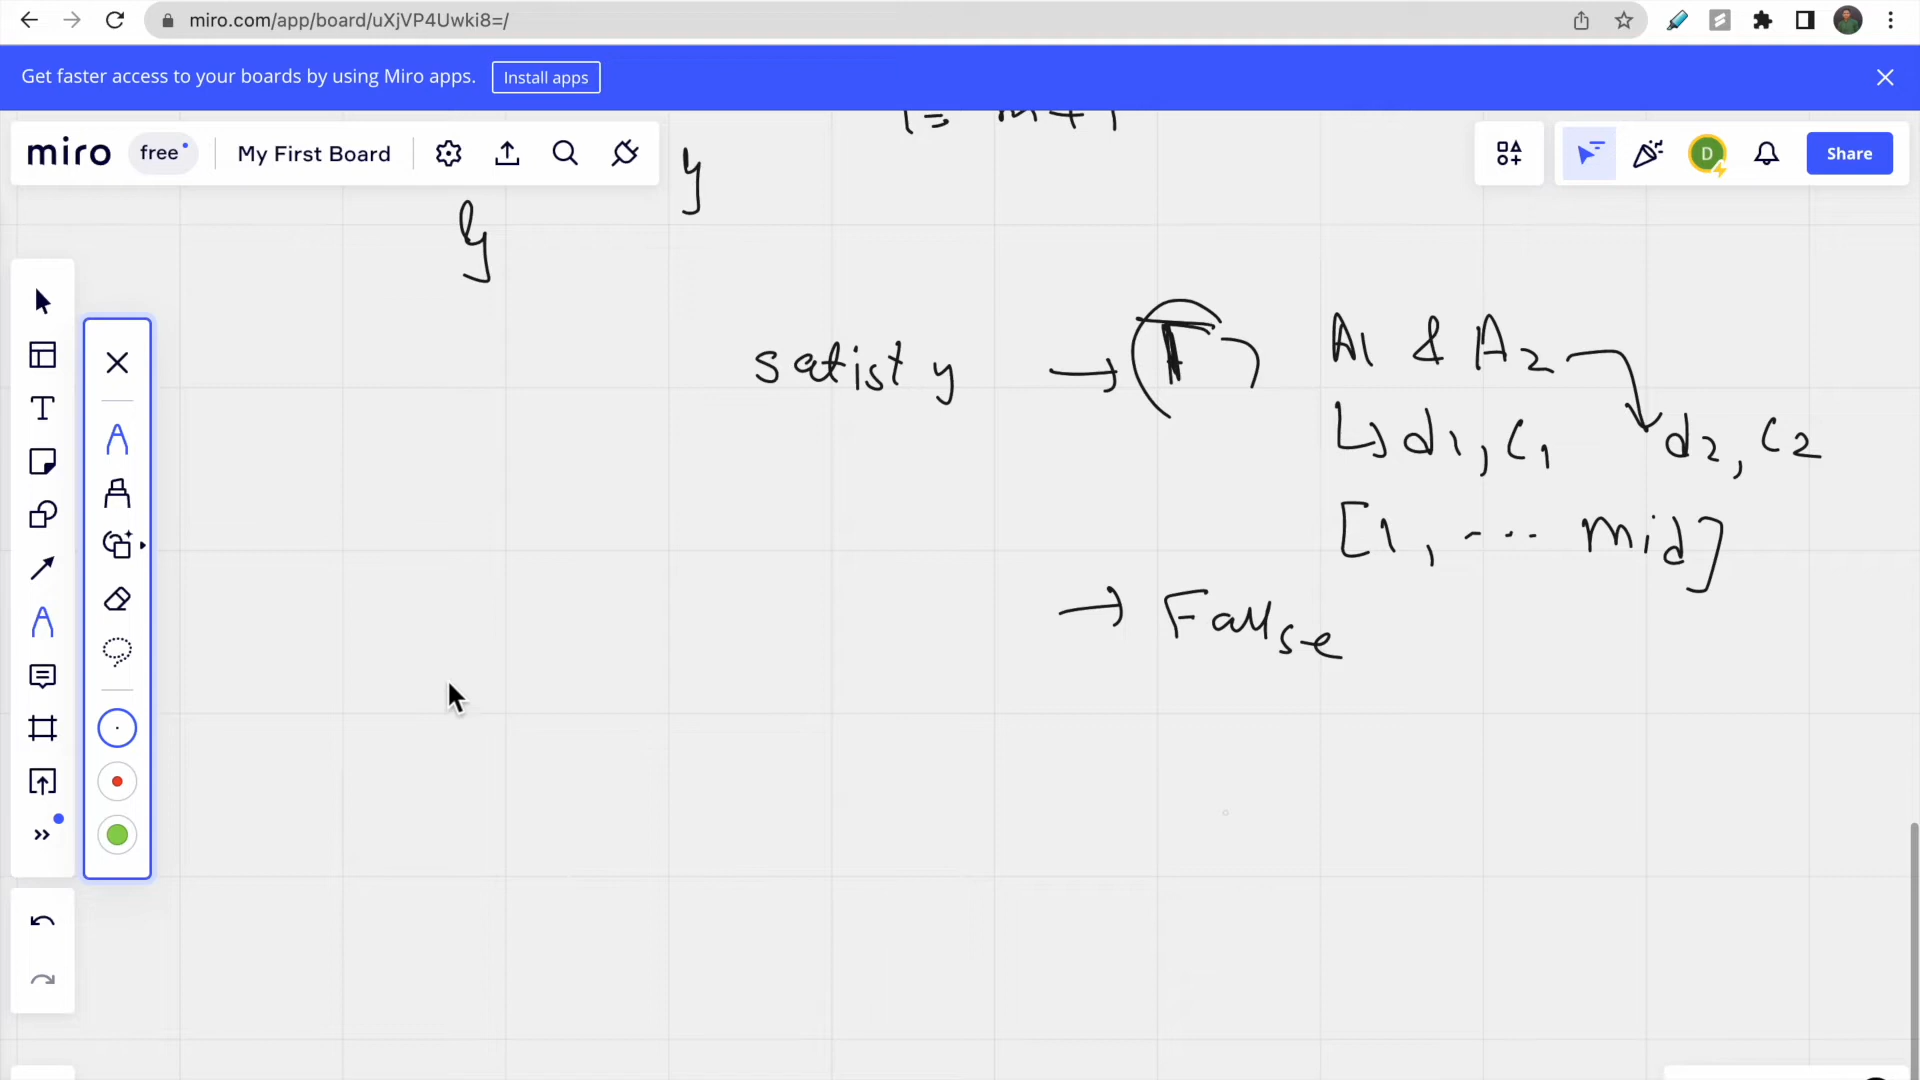 miro.com/app/board/uXjVP4Uwki8=/
Get faster access to your boards by using Miro apps. Install apps
l = m + 1
miro free My First Board D Share
y
y
satisfy → T A1 & A2
↳ d1, C1 d2, C2
[1, ... mid]
→ False